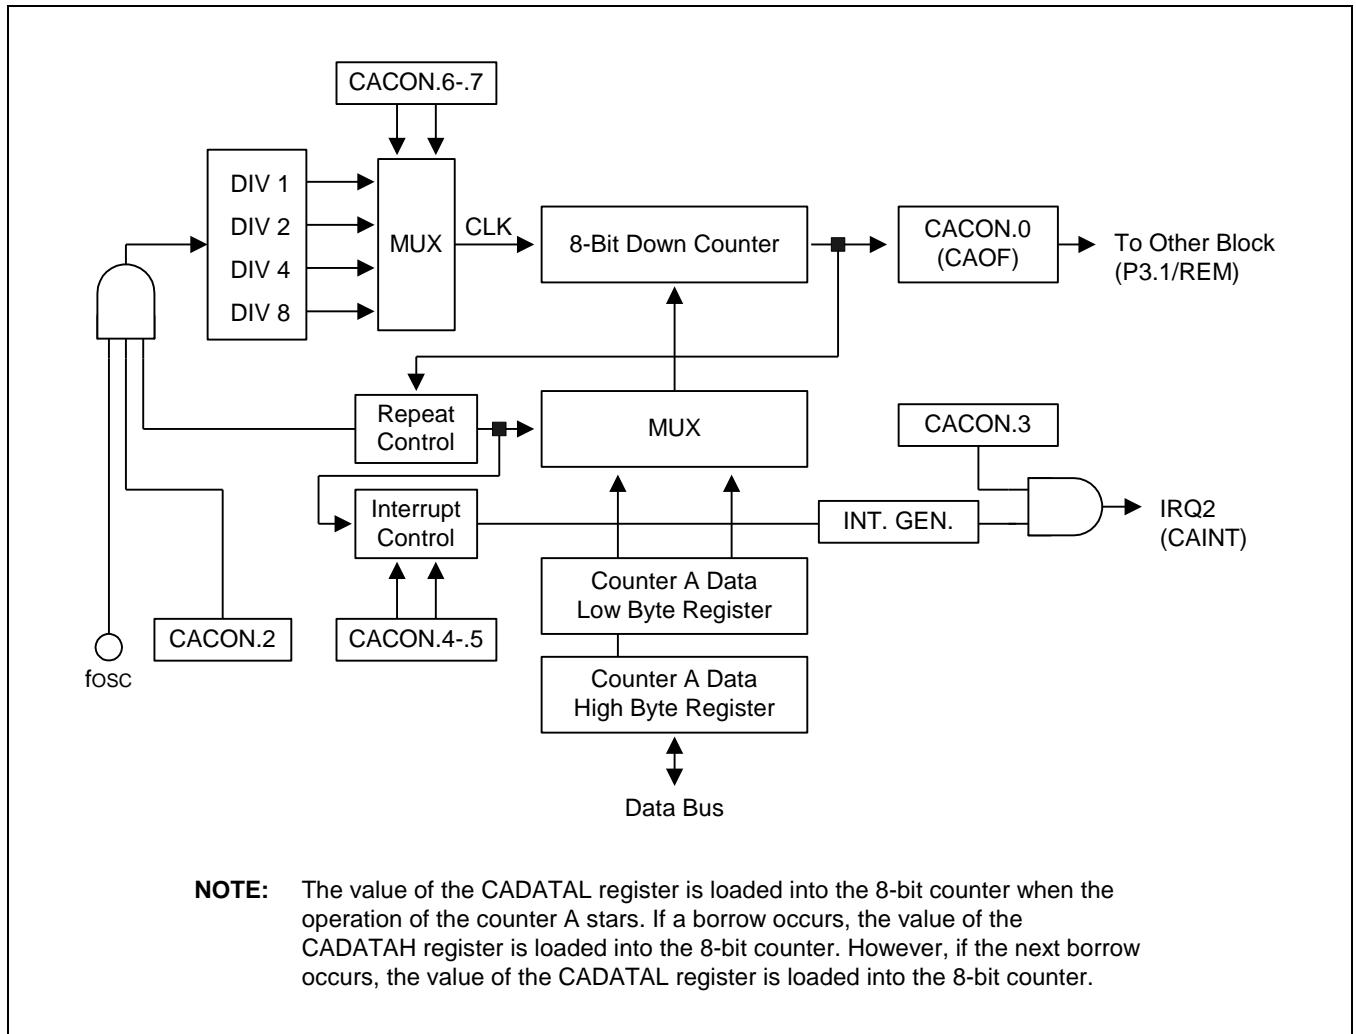 CACON.6-.7
DIV 1
DIV 2
DIV 4
DIV 8
MUX
CLK
8-Bit Down Counter
CACON.0
(CAOF)
To Other Block
(P3.1/REM)
Repeat
Control
MUX
CACON.3
Interrupt
Control
INT. GEN.
IRQ2
(CAINT)
Counter A Data
Low Byte Register
CACON.2
CACON.4-.5
fOSC
Counter A Data
High Byte Register
Data Bus
NOTE: The value of the CADATAL register is loaded into the 8-bit counter when the
operation of the counter A stars. If a borrow occurs, the value of the
CADATAH register is loaded into the 8-bit counter. However, if the next borrow
occurs, the value of the CADATAL register is loaded into the 8-bit counter.